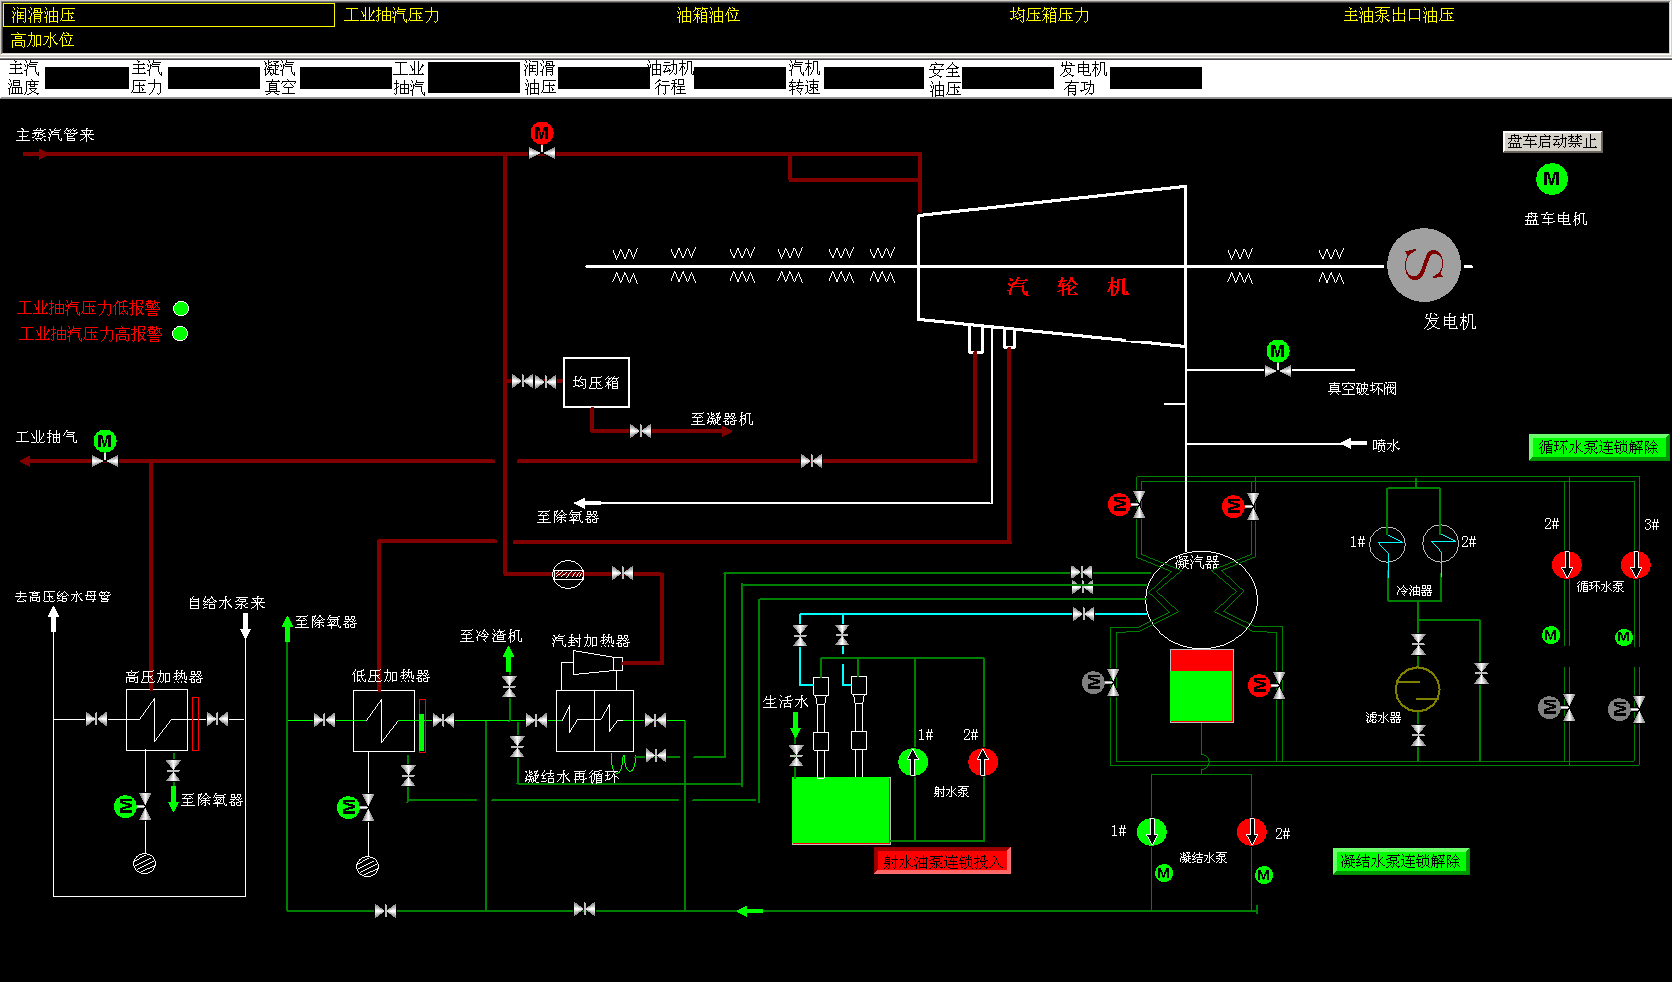 润滑油压 工业抽汽压力 油箱油位 均压箱压力 主油泵出口油压
高加水位
主汽温度 主汽压力 凝汽真空 工业抽汽 润滑油压 油动机行程 汽机转速 安全油压 发电机有功
主蒸汽管来
M
盘车启动禁止
M
盘车电机
汽 轮 机
S
发电机
工业抽汽压力低报警
工业抽汽压力高报警
M
真空破坏阀
均压箱
至凝器机
工业抽气
M
喷水
循环水泵连锁解除
至除氧器
M
M
2#
3#
1#
2#
凝汽器
冷油器
循环水泵
去高压给水母管
自给水泵来
至除氧器
至冷渣机
汽封加热器
M
M
高压加热器
低压加热器
M
M
生活水
滤水器
M
M
1#
2#
凝结水再循环
射水泵
至除氧器
M
M
1#
2#
射水油泵连锁投入
凝结水泵
凝结水泵连锁解除
M
M